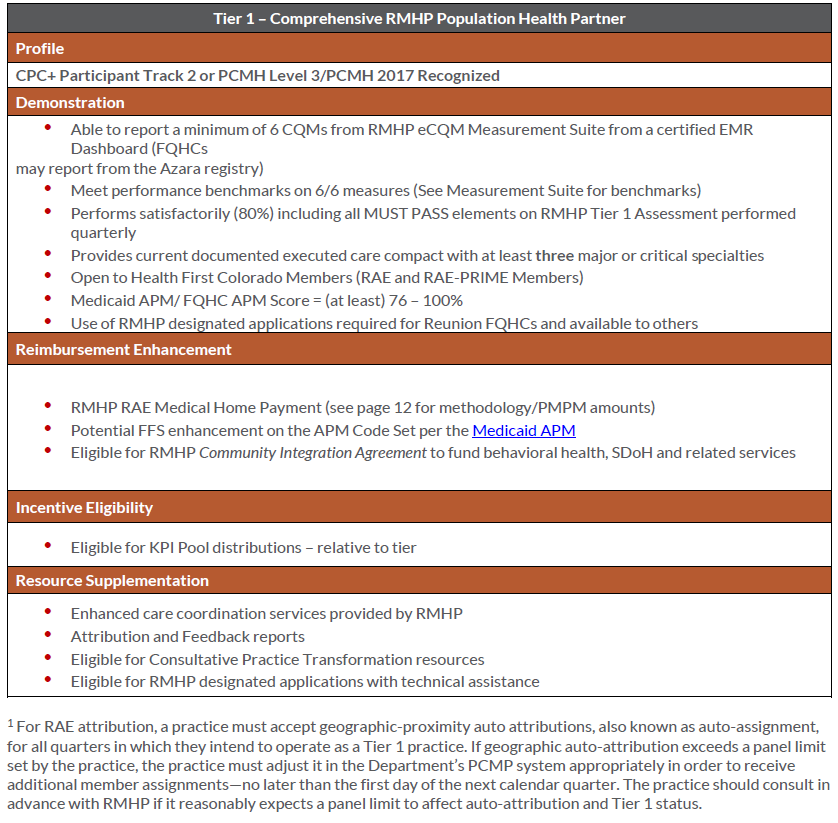 Tier 1 – Comprehensive RMHP Population Health Partner
Profile
CPC+ Participant Track 2 or PCMH Level 3/PCMH 2017 Recognized
Demonstration
• Able to report a minimum of 6 CQMs from RMHP eCQM Measurement Suite from a certified EMR
Dashboard (FQHCs
may report from the Azara registry)
• Meet performance benchmarks on 6/6 measures (See Measurement Suite for benchmarks)
• Performs satisfactorily (80%) including all MUST PASS elements on RMHP Tier 1 Assessment performed
quarterly
• Provides current documented executed care compact with at least three major or critical specialties
• Open to Health First Colorado Members (RAE and RAE-PRIME Members)
• Medicaid APM/ FQHC APM Score = (at least) 76 – 100%
• Use of RMHP designated applications required for Reunion FQHCs and available to others
Reimbursement Enhancement
• RMHP RAE Medical Home Payment (see page 12 for methodology/PMPM amounts)
• Potential FFS enhancement on the APM Code Set per the Medicaid APM
• Eligible for RMHP Community Integration Agreement to fund behavioral health, SDoH and related services
Incentive Eligibility
• Eligible for KPI Pool distributions – relative to tier
Resource Supplementation
• Enhanced care coordination services provided by RMHP
• Attribution and Feedback reports
• Eligible for Consultative Practice Transformation resources
• Eligible for RMHP designated applications with technical assistance
1 For RAE attribution, a practice must accept geographic-proximity auto attributions, also known as auto-assignment,
for all quarters in which they intend to operate as a Tier 1 practice. If geographic auto-attribution exceeds a panel limit
set by the practice, the practice must adjust it in the Department’s PCMP system appropriately in order to receive
additional member assignments—no later than the first day of the next calendar quarter. The practice should consult in
advance with RMHP if it reasonably expects a panel limit to affect auto-attribution and Tier 1 status.